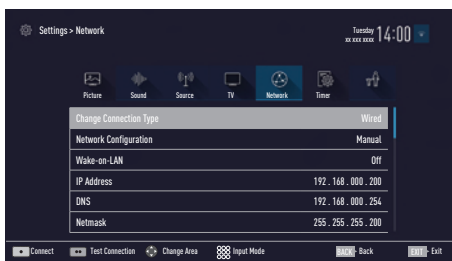 Settings > Network
Tuesday 14:00
xx xxx xxxx
Picture Sound Source TV Network Timer
Change Connection Type Wired
Network Configuration Manual
Wake-on-LAN Off
IP Address 192 . 168 . 000 . 200
DNS 192 . 168 . 000 . 254
Netmask 255 . 255 . 255 . 200
Connect Test Connection Change Area Input Mode BACK Back EXIT Exit